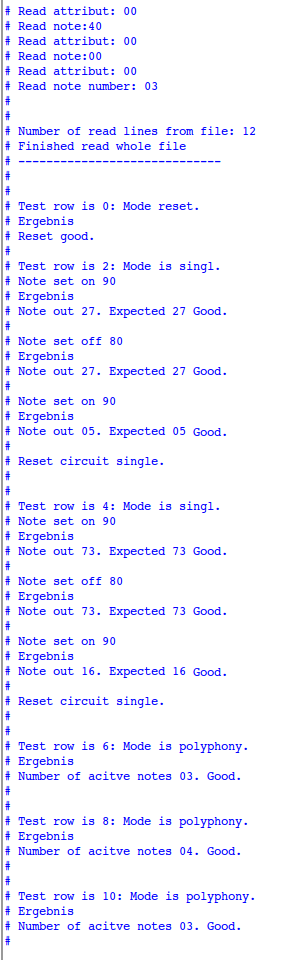 # Read attribut: 00
# Read note:40
# Read attribut: 00
# Read note:00
# Read attribut: 00
# Read note number: 03
#
#
# Number of read lines from file: 12
# Finished read whole file
# ----------------------------
#
#
# Test row is 0: Mode reset.
# Ergebnis
# Reset good.
#
# Test row is 2: Mode is singl.
# Note set on 90
# Ergebnis
# Note out 27. Expected 27 Good.
#
# Note set off 80
# Ergebnis
# Note out 27. Expected 27 Good.
#
# Note set on 90
# Ergebnis
# Note out 05. Expected 05 Good.
#
# Reset circuit single.
#
#
# Test row is 4: Mode is singl.
# Note set on 90
# Ergebnis
# Note out 73. Expected 73 Good.
#
# Note set off 80
# Ergebnis
# Note out 73. Expected 73 Good.
#
# Note set on 90
# Ergebnis
# Note out 16. Expected 16 Good.
#
# Reset circuit single.
#
#
# Test row is 6: Mode is polyphony.
# Ergebnis
# Number of acitve notes 03. Good.
#
#
# Test row is 8: Mode is polyphony.
# Ergebnis
# Number of acitve notes 04. Good.
#
#
# Test row is 10: Mode is polyphony.
# Ergebnis
# Number of acitve notes 03. Good.
#